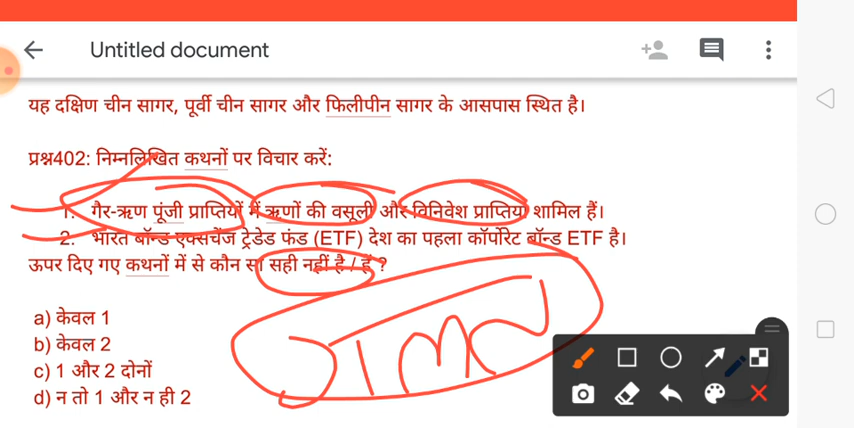 Untitled document
यह दक्षिण चीन सागर, पूर्वी चीन सागर और फिलीपीन सागर के आसपास स्थित है।
प्रश्न402: निम्नलिखित कथनों पर विचार करें:
1. गैर-ऋण पूंजी प्राप्तियों में ऋणों की वसूली और विनिवेश प्राप्तियां शामिल हैं।
2. भारत बॉन्ड एक्सचेंज ट्रेडेड फंड (ETF) देश का पहला कॉर्पोरेट बॉन्ड ETF है।
ऊपर दिए गए कथनों में से कौन सा सही नहीं है / हैं ?
a) केवल 1
b) केवल 2
c) 1 और 2 दोनों
d) न तो 1 और न ही 2
गलत